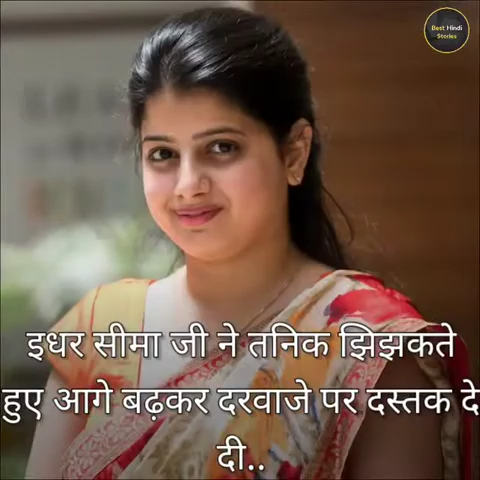 Best Hindi
Stories
इधर सीमा जी ने तनिक झिझकते
हुए आगे बढ़कर दरवाजे पर दस्तक दे
दी..